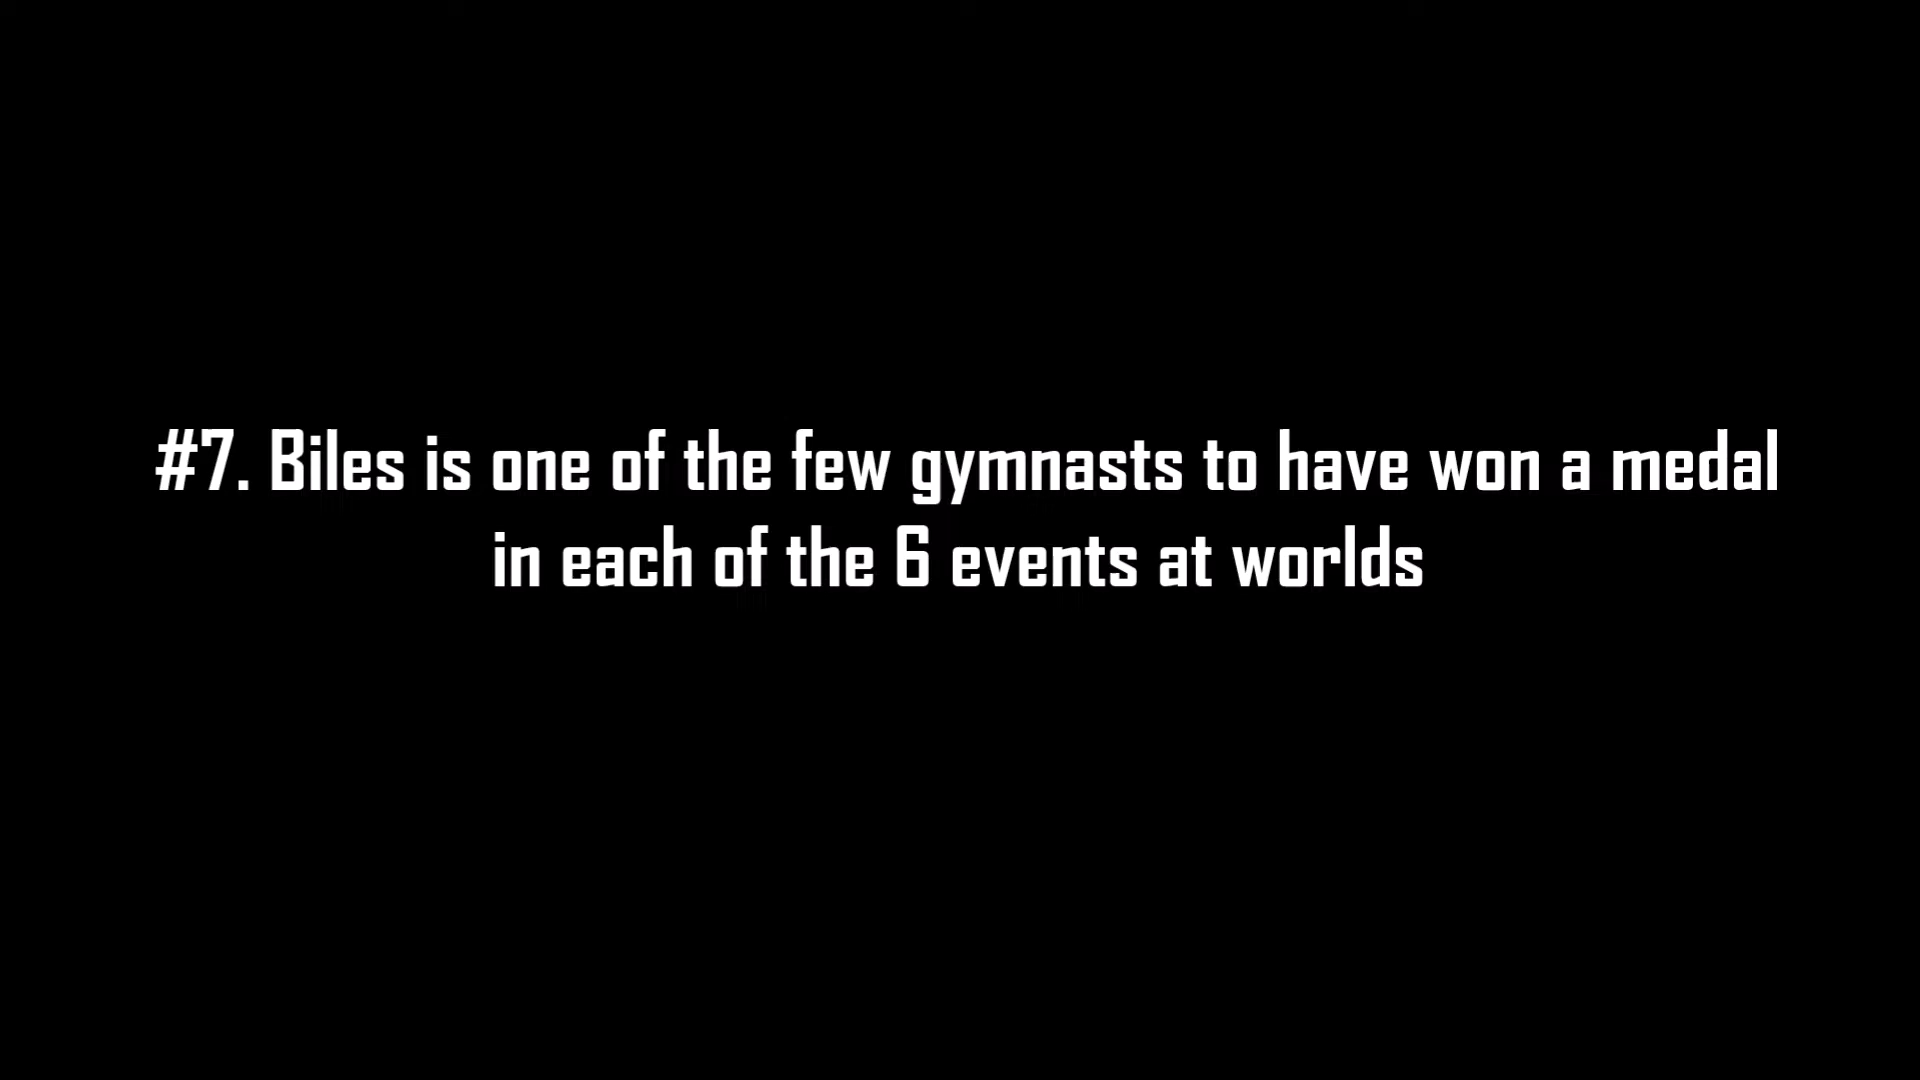 #7. Biles is one of the few gymnasts to have won a medal
in each of the 6 events at worlds